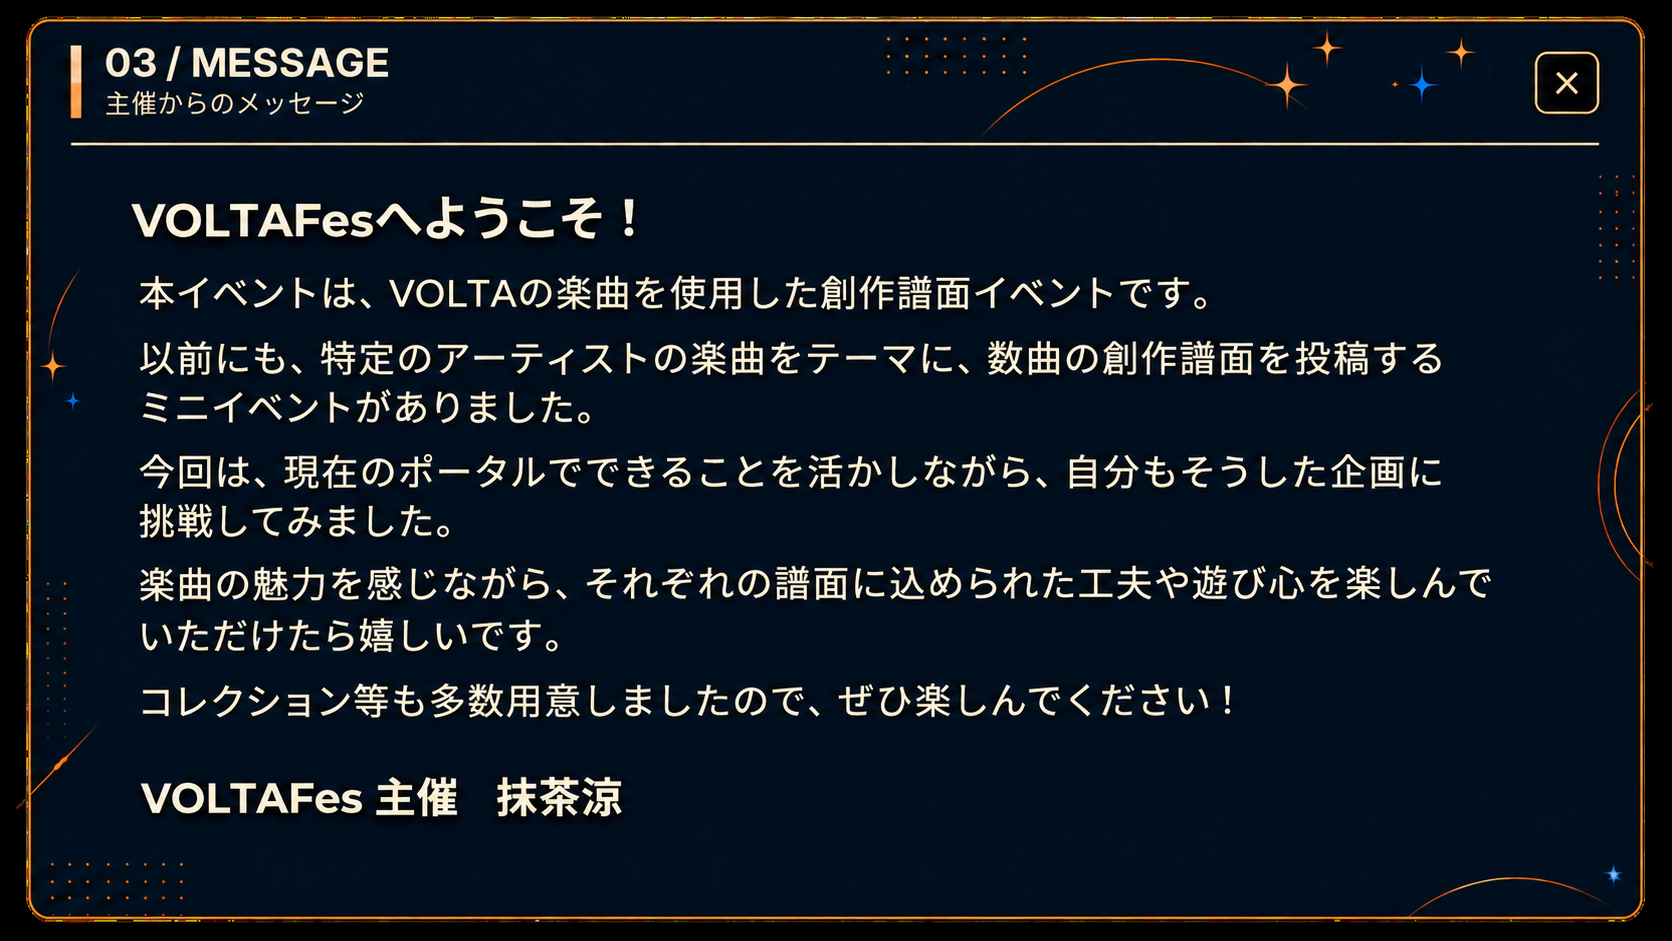 03 / MESSAGE
主催からのメッセージ
VOLTAFesへようこそ！
本イベントは、VOLTAの楽曲を使用した創作譜面イベントです。
以前にも、特定のアーティストの楽曲をテーマに、数曲の創作譜面を投稿する
ミニイベントがありました。
今回は、現在のポータルでできることを活かしながら、自分もそうした企画に
挑戦してみました。
楽曲の魅力を感じながら、それぞれの譜面に込められた工夫や遊び心を楽しんで
いただけたら嬉しいです。
コレクション等も多数用意しましたので、ぜひ楽しんでください！
VOLTAFes 主催　抹茶涼